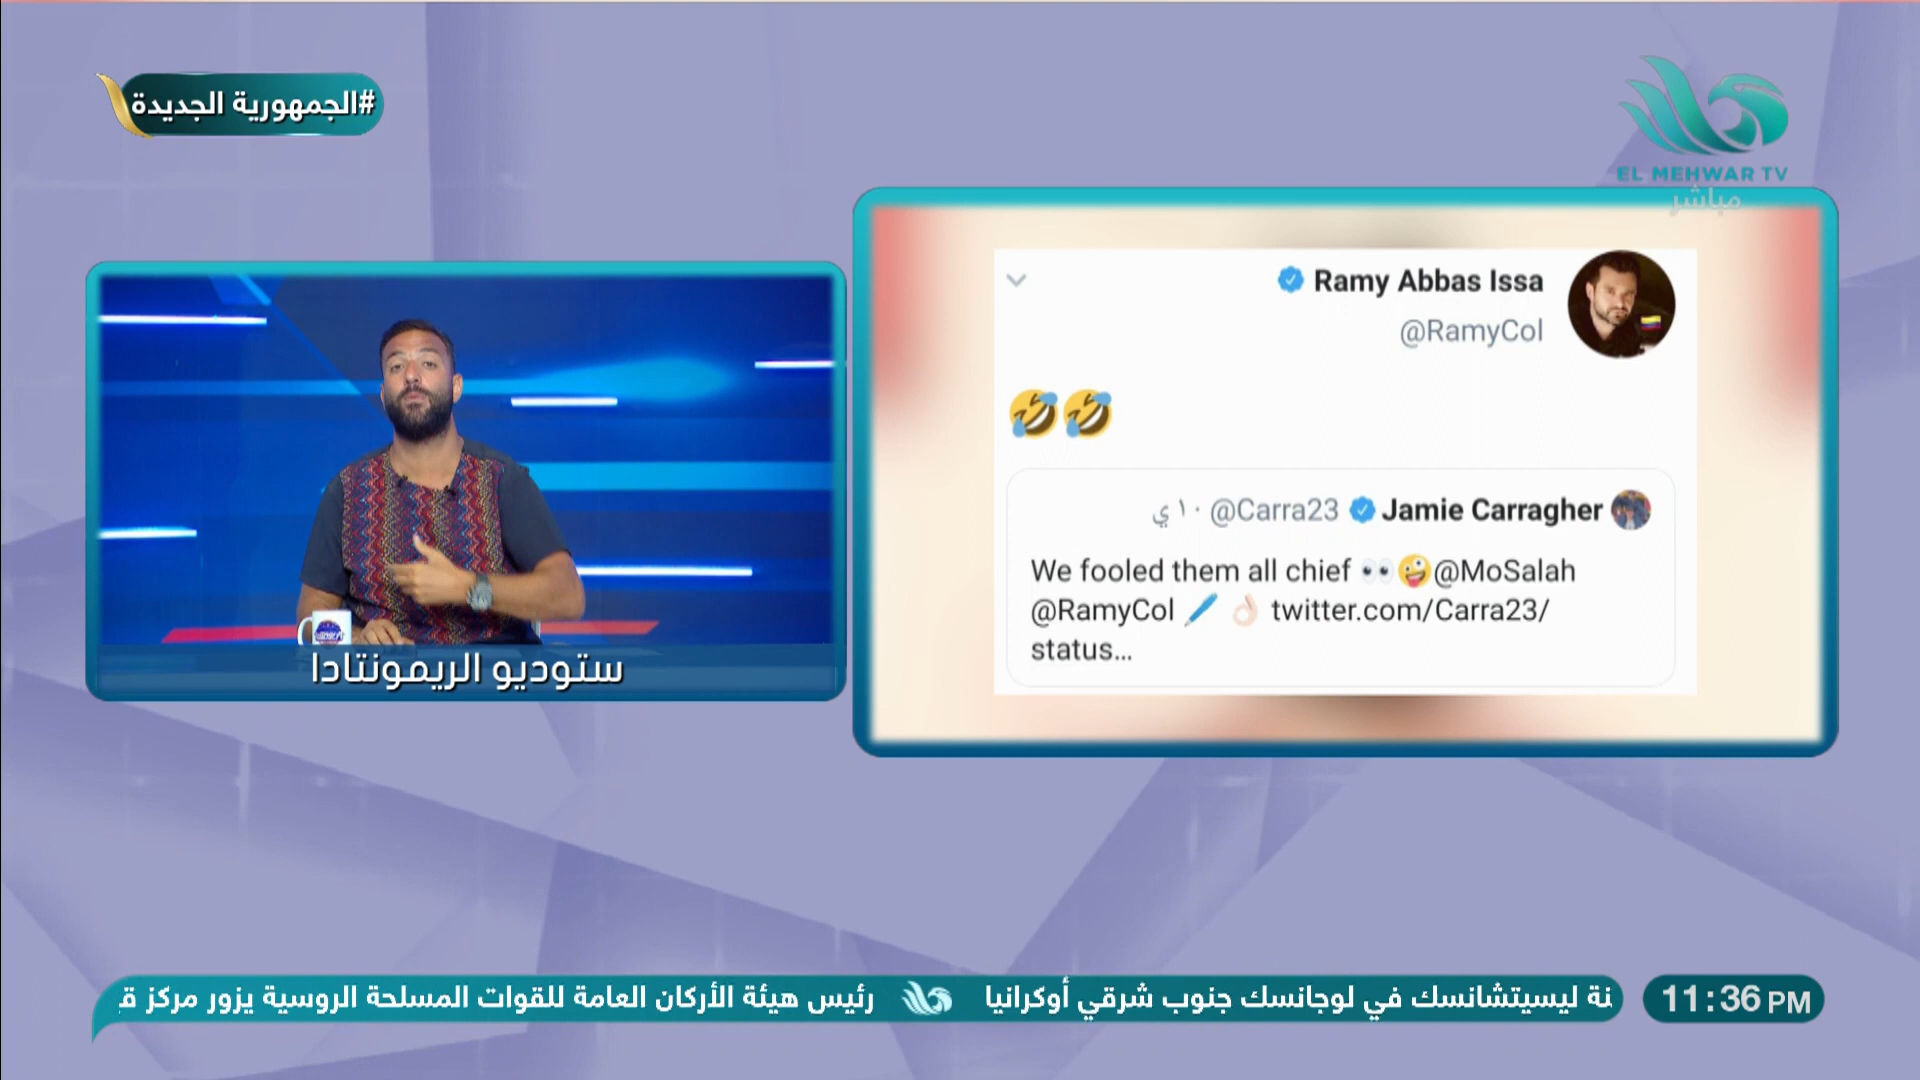 #الجمهورية الجديدة
EL MEHWAR TV
مباشر
Ramy Abbas Issa
@RamyCol
🤣🤣
Jamie Carragher @Carra23 · ١٠ ي
We fooled them all chief 👀🤪@MoSalah
@RamyCol 🖊️👌🏻 twitter.com/Carra23/
status...
ستوديو الريمونتادا
نة ليسيتشانسك في لوجانسك جنوب شرقي أوكرانيا رئيس هيئة الأركان العامة للقوات المسلحة الروسية يزور مركز ق
11:36 PM